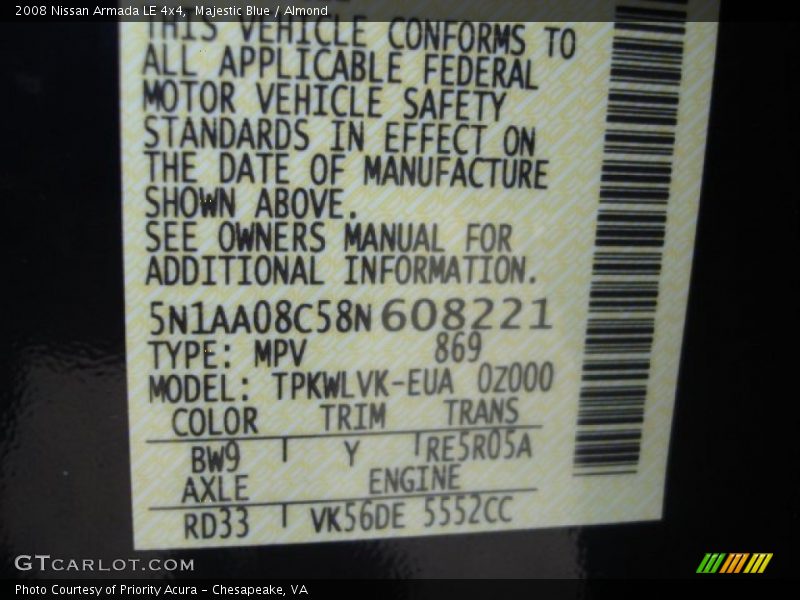 2008 Nissan Armada LE 4x4, Majestic Blue / Almond
THIS VEHICLE CONFORMS TO
ALL APPLICABLE FEDERAL
MOTOR VEHICLE SAFETY
STANDARDS IN EFFECT ON
THE DATE OF MANUFACTURE
SHOWN ABOVE.
SEE OWNERS MANUAL FOR
ADDITIONAL INFORMATION.
5N1AA08C58N608221
TYPE: MPV 869
MODEL: TPKWLVK-EUA 0Z000
COLOR TRIM TRANS
BW9 Y RE5R05A
AXLE ENGINE
RD33 VK56DE 5552CC
GTCARLOT.COM
Photo Courtesy of Priority Acura – Chesapeake, VA